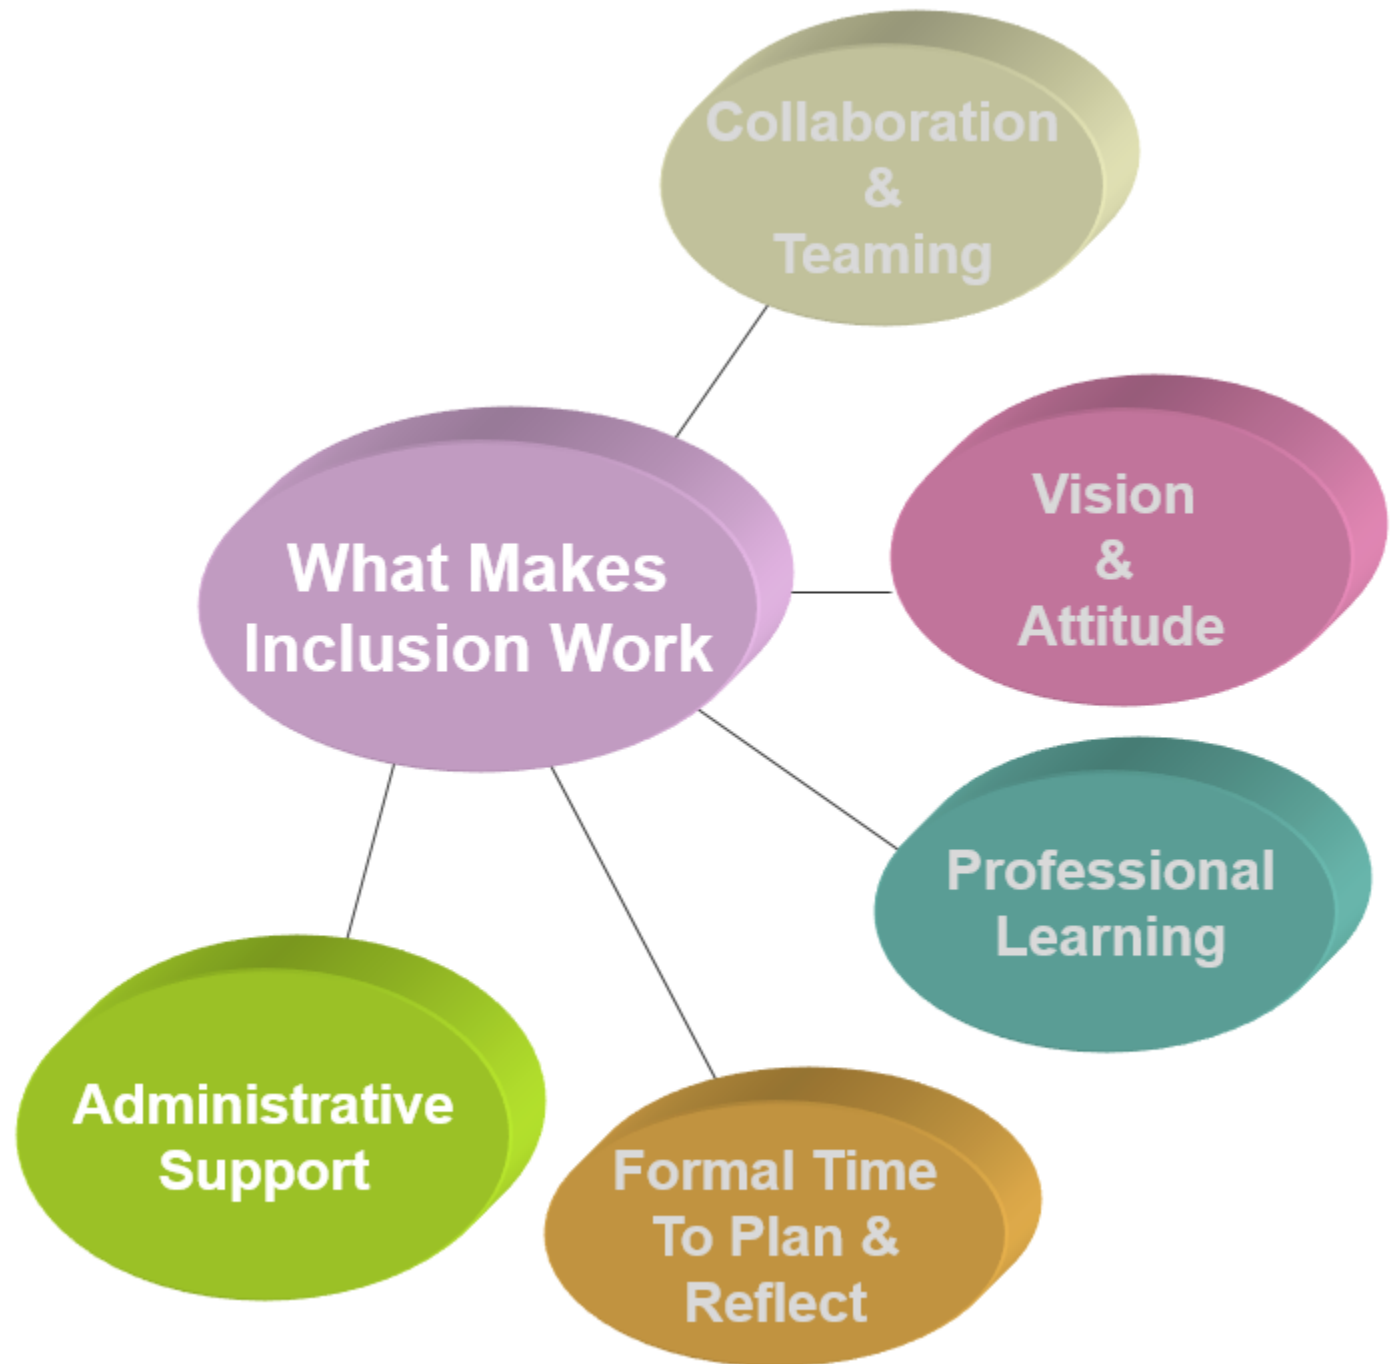 Collaboration
&
Teaming
What Makes
Inclusion Work
Vision
&
Attitude
Professional
Learning
Administrative
Support
Formal Time
To Plan &
Reflect